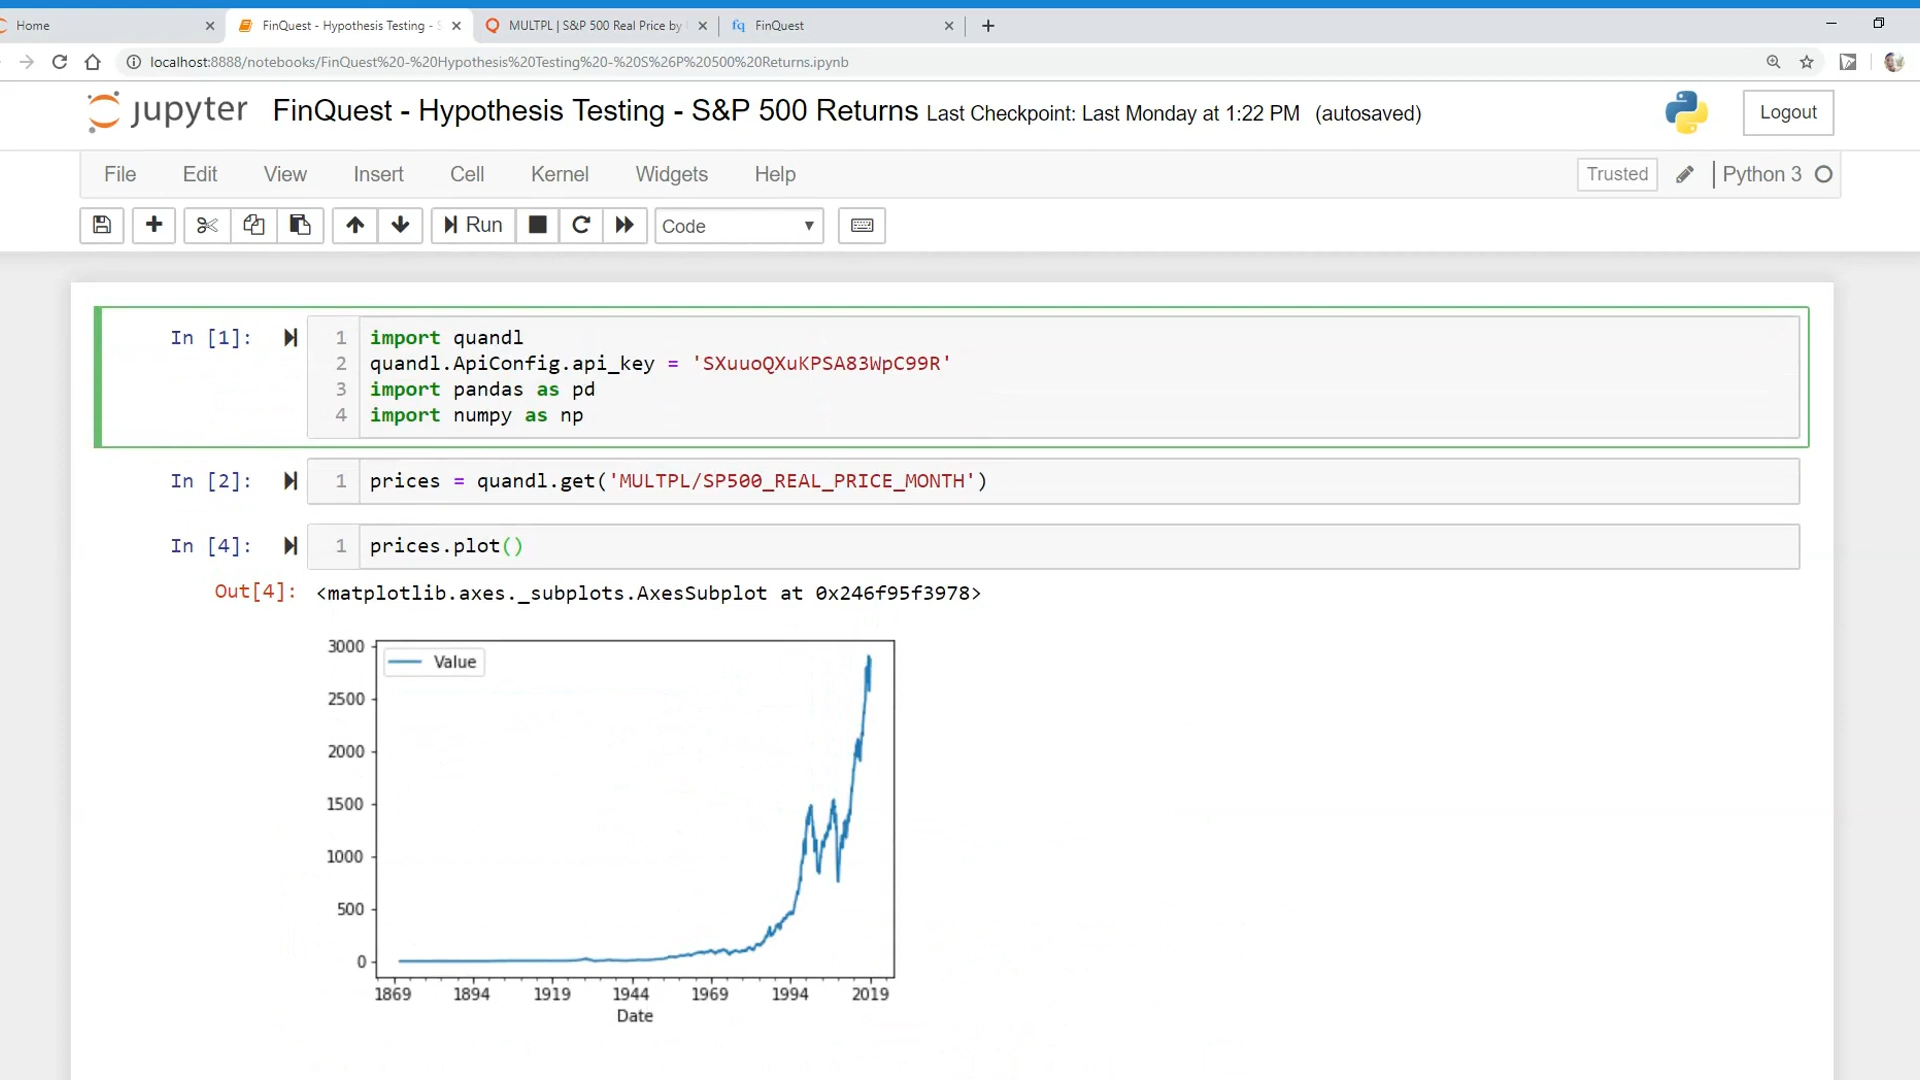 Home
FinQuest - Hypothesis Testing - S
MULTPL | S&P 500 Real Price by
fq FinQuest
localhost:8888/notebooks/FinQuest%20-%20Hypothesis%20Testing%20-%20S%26P%20500%20Returns.ipynb
jupyter FinQuest - Hypothesis Testing - S&P 500 Returns Last Checkpoint: Last Monday at 1:22 PM (autosaved)
Logout
File Edit View Insert Cell Kernel Widgets Help
Trusted
Python 3
Run
Code
In [1]:
1 import quandl
2 quandl.ApiConfig.api_key = 'SXuuoQXuKPSA83WpC99R'
3 import pandas as pd
4 import numpy as np
In [2]: 1 prices = quandl.get('MULTPL/SP500_REAL_PRICE_MONTH')
In [4]: 1 prices.plot()
Out[4]: <matplotlib.axes._subplots.AxesSubplot at 0x246f95f3978>
3000
Value
2500
2000
1500
1000
500
0
1869 1894 1919 1944 1969 1994 2019
Date